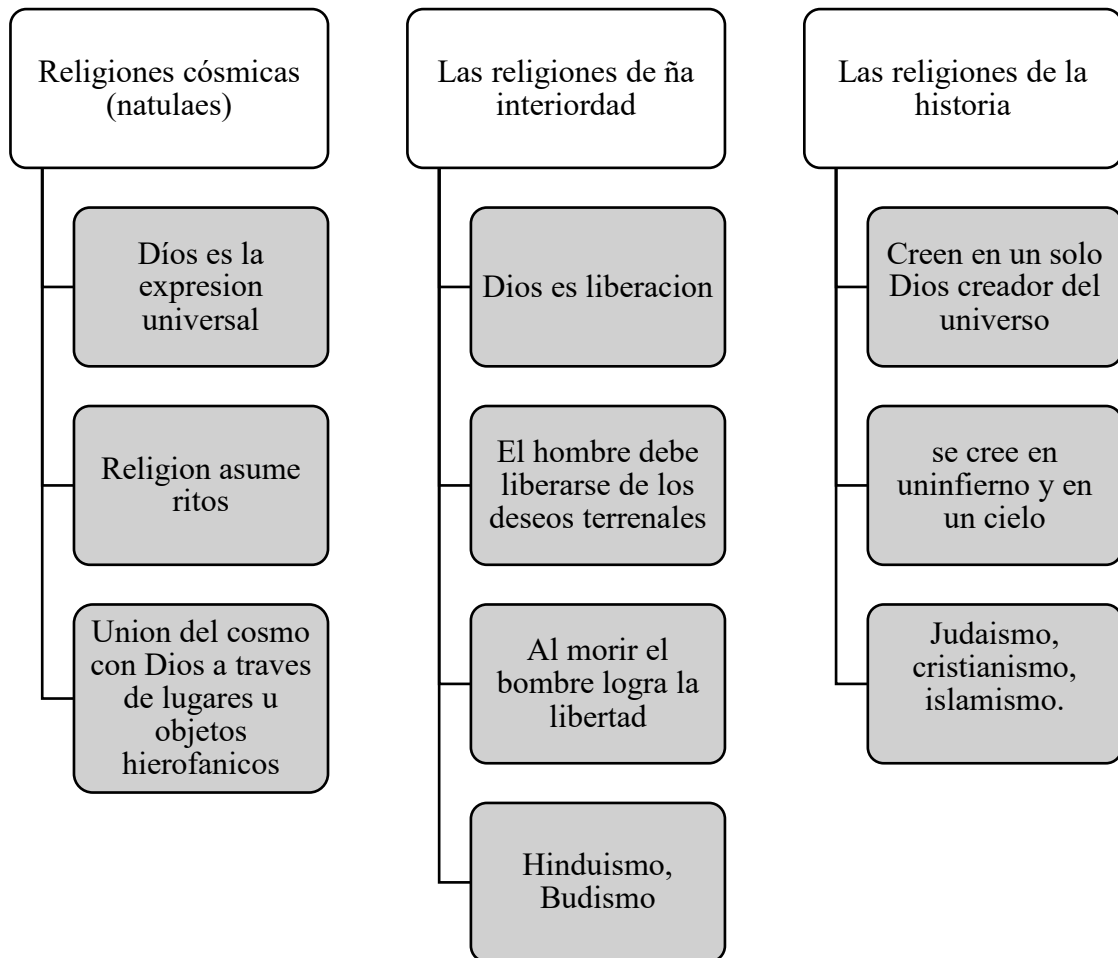 Religiones cósmicas
(natulaes)
Díos es la
expresion
universal
Religion asume
ritos
Union del cosmo
con Dios a traves
de lugares u
objetos
hierofanicos
Las religiones de ña
interiordad
Dios es liberacion
El hombre debe
liberarse de los
deseos terrenales
Al morir el
bombre logra la
libertad
Hinduismo,
Budismo
Las religiones de la
historia
Creen en un solo
Dios creador del
universo
se cree en
uninfierno y en
un cielo
Judaismo,
cristianismo,
islamismo.